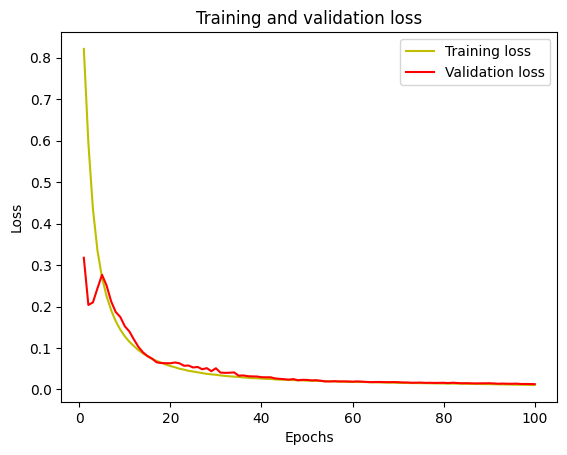 Training and validation loss
Training loss
Validation loss
0.8
0.7
0.6
0.5
0.4
0.3
0.2
0.1
0.0
Loss
0 20 40 60 80 100
Epochs